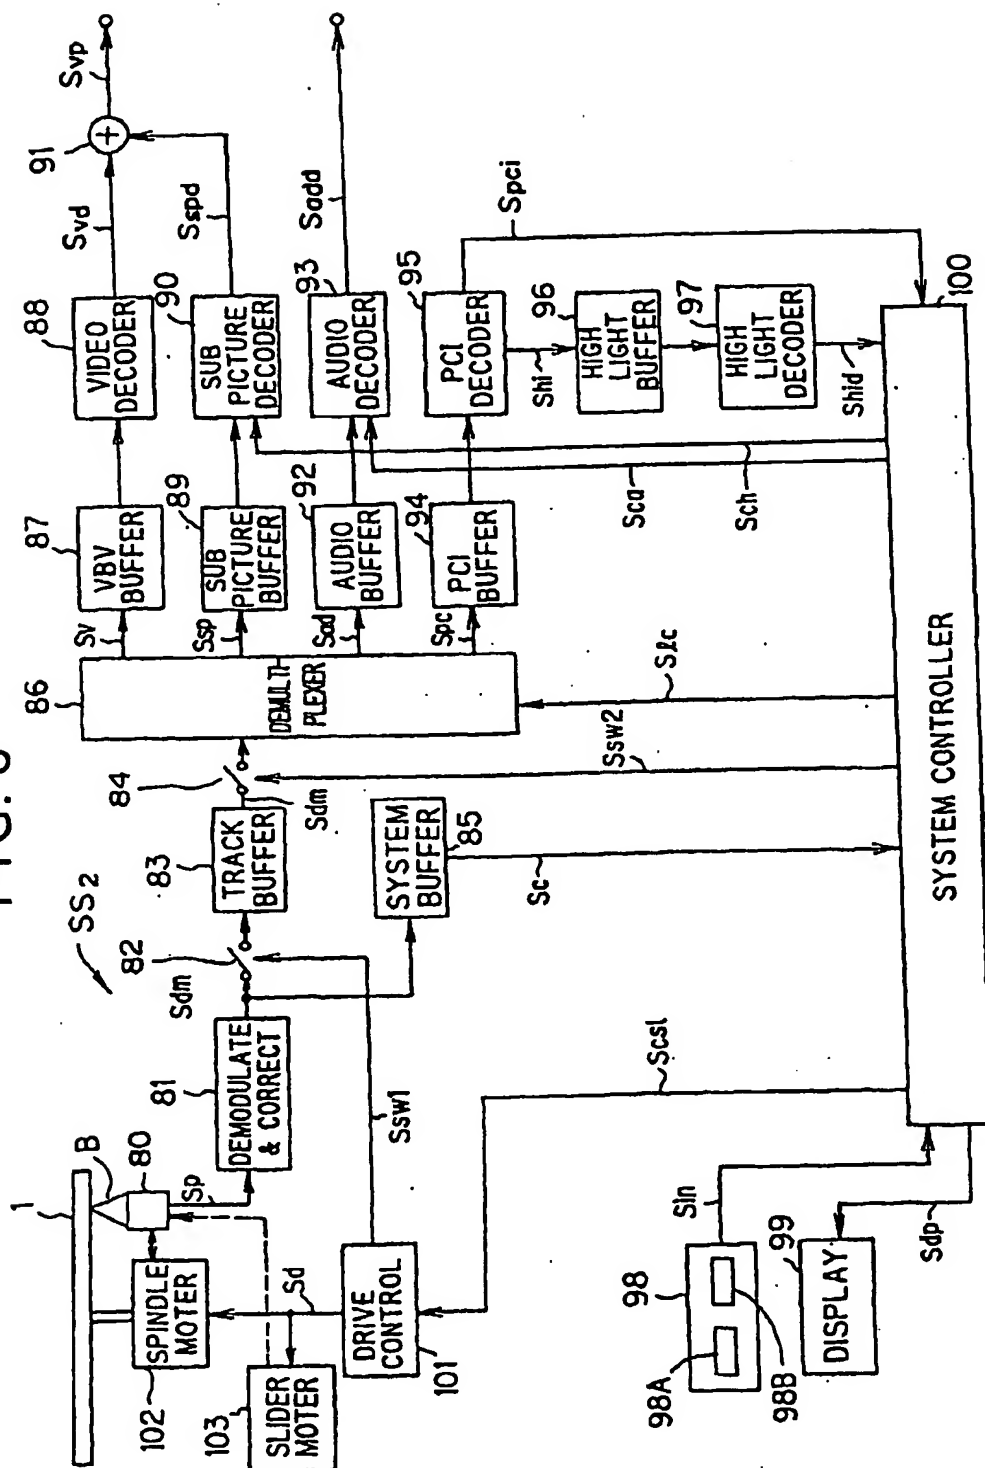 FIG.
SS2
1
B
80
Sp
SPINDLE
MOTER
102
SLIDER
MOTER
103
Sd
DRIVE
CONTROL
101
81
DEMODULATE
& CORRECT
Sdm
82
Ssw1
83
TRACK
BUFFER
84
Sdm
SYSTEM
BUFFER
85
Sc
Ssw2
86
DEMULTI
PLEXER
Slc
Sv
Ssp
Sad
Spc
87
VBV
BUFFER
89
SUB
PICTURE
BUFFER
92
AUDIO
BUFFER
94
PCI
BUFFER
88
VIDEO
DECODER
90
SUB
PICTURE
DECODER
93
AUDIO
DECODER
95
PCI
DECODER
Svd
Sspd
91
+
Svp
Sadd
Spci
Shi
96
HIGH
LIGHT
BUFFER
97
HIGH
LIGHT
DECODER
Shid
Sca
Sch
Scsl
98
98A
98B
Sin
99
DISPLAY
Sdp
SYSTEM CONTROLLER
100